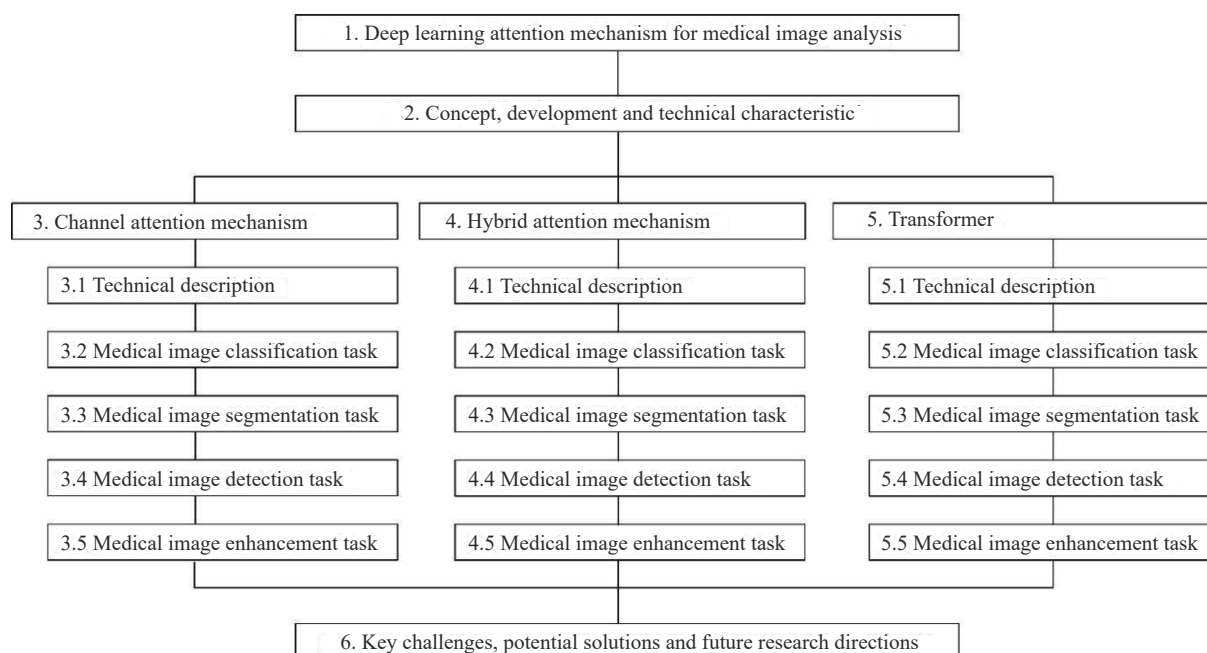 1. Deep learning attention mechanism for medical image analysis
2. Concept, development and technical characteristic
3. Channel attention mechanism
3.1 Technical description
3.2 Medical image classification task
3.3 Medical image segmentation task
3.4 Medical image detection task
3.5 Medical image enhancement task
4. Hybrid attention mechanism
4.1 Technical description
4.2 Medical image classification task
4.3 Medical image segmentation task
4.4 Medical image detection task
4.5 Medical image enhancement task
5. Transformer
5.1 Technical description
5.2 Medical image classification task
5.3 Medical image segmentation task
5.4 Medical image detection task
5.5 Medical image enhancement task
6. Key challenges, potential solutions and future research directions